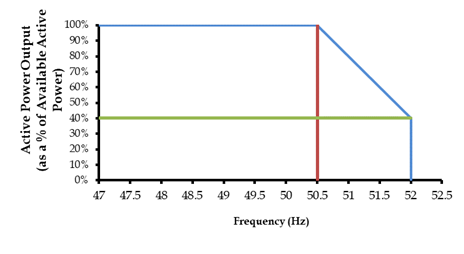 Active Power Output
(as a % of Available Active
Power)
100%
90%
80%
70%
60%
50%
40%
30%
20%
10%
0%
47 47.5 48 48.5 49 49.5 50 50.5 51 51.5 52 52.5
Frequency (Hz)